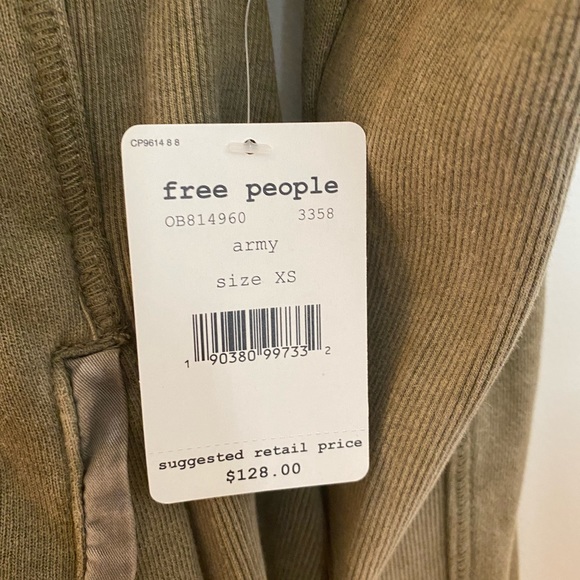 CP9614 8 8
free people
OB814960 3358
army
size XS
1 90380 99733 2
suggested retail price
$128.00